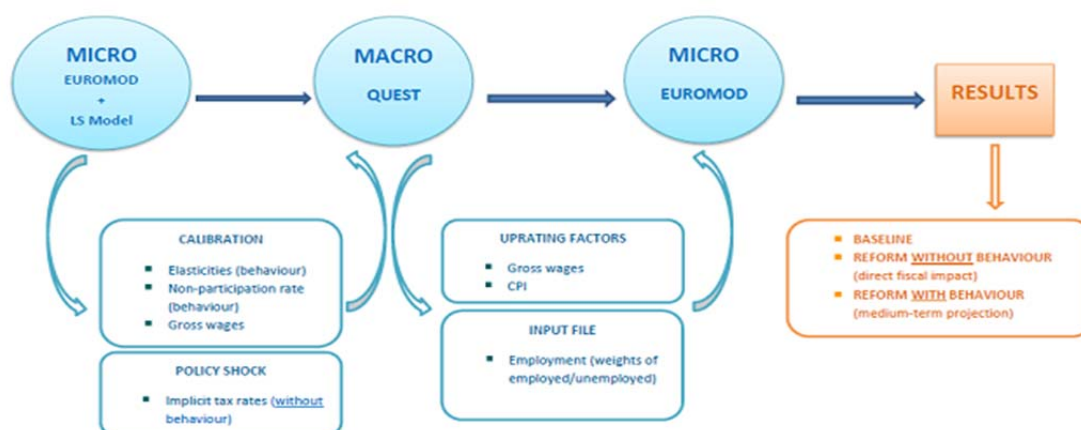 MICRO
EUROMOD
+
LS Model
MACRO
QUEST
MICRO
EUROMOD
RESULTS
CALIBRATION
Elasticities (behaviour)
Non-participation rate
(behaviour)
Gross wages
POLICY SHOCK
Implicit tax rates (without
behaviour)
UPRATING FACTORS
Gross wages
CPI
INPUT FILE
Employment (weights of
employed/unemployed)
BASELINE
REFORM WITHOUT BEHAVIOUR
(direct fiscal impact)
REFORM WITH BEHAVIOUR
(medium-term projection)